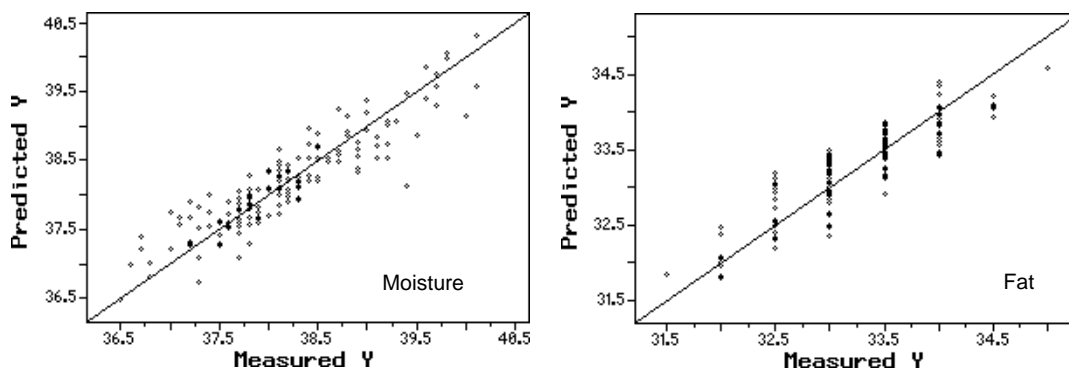 Predicted Y
40.5
39.5
38.5
37.5
36.5
Moisture
36.5 37.5 38.5 39.5 40.5
Measured Y
Predicted Y
34.5
33.5
32.5
31.5
Fat
31.5 32.5 33.5 34.5
Measured Y